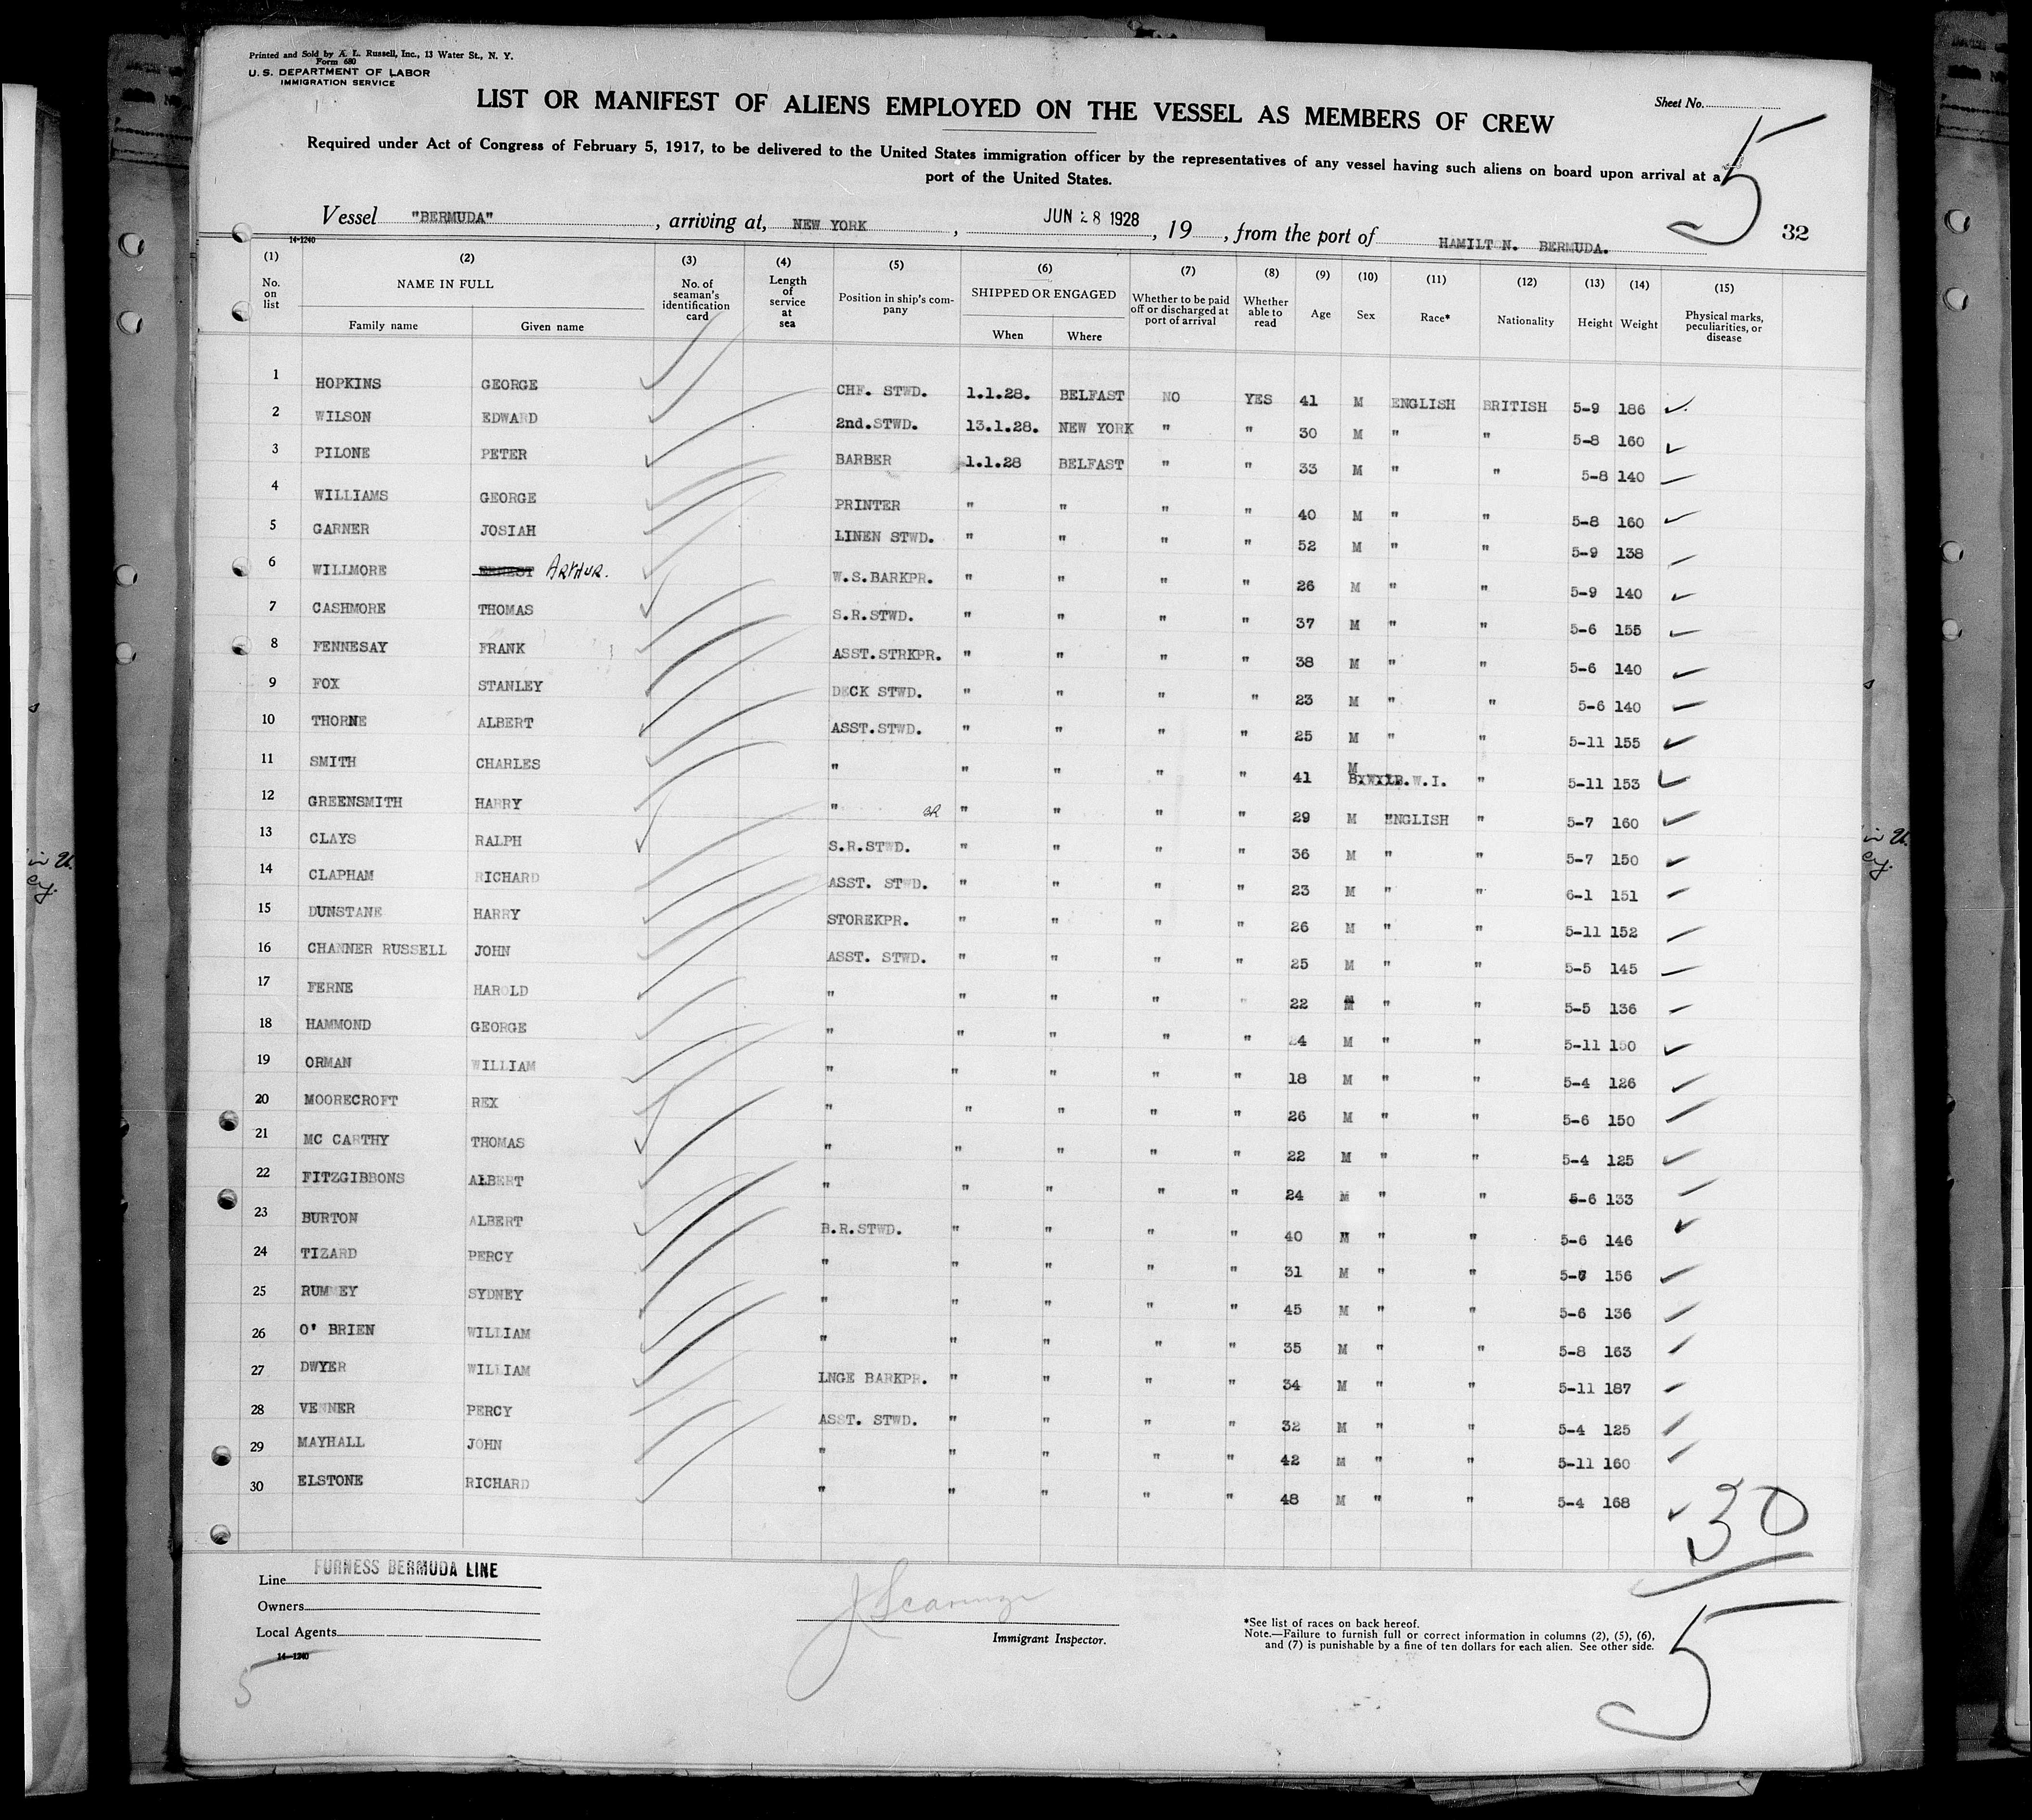 Printed and Sold by A. L. Russell, Inc., 13 Water St., N. Y.
Form 680
U. S. DEPARTMENT OF LABOR
IMMIGRATION SERVICE
Sheet No.
5
LIST OR MANIFEST OF ALIENS EMPLOYED ON THE VESSEL AS MEMBERS OF CREW
Required under Act of Congress of February 5, 1917, to be delivered to the United States immigration officer by the representatives of any vessel having such aliens on board upon arrival at a
port of the United States.
Vessel "BERMUDA", arriving at, NEW YORK, JUN 28 1928, 19 , from the port of HAMILT N. BERMUDA. 32
14-1240
(1) (2) (3) (4) (5) (6) (7) (8) (9) (10) (11) (12) (13) (14) (15)
No. on list NAME IN FULL Family name Given name No. of seaman's identification card Length of service at sea Position in ship's company SHIPPED OR ENGAGED When Where Whether to be paid off or discharged at port of arrival Whether able to read Age Sex Race* Nationality Height Weight Physical marks, peculiarities, or disease
1 HOPKINS GEORGE CHF. STWD. 1.1.28. BELFAST NO YES 41 M ENGLISH BRITISH 5-9 186
2 WILSON EDWARD 2nd.STWD. 13.1.28. NEW YORK " " 30 M " " 5-8 160
3 PILONE PETER BARBER 1.1.28 BELFAST " " 33 M " " 5-8 140
4 WILLIAMS GEORGE PRINTER " " " " 40 M " " 5-8 160
5 GARNER JOSIAH LINEN STWD. " " " " 52 M " " 5-9 138
6 WILLMORE ERNEST ARTHUR. W.S.BARKPR. " " " " 26 M " " 5-9 140
7 CASHMORE THOMAS S.R.STWD. " " " " 37 M " " 5-6 155
8 FENNESAY FRANK ASST.STRKPR. " " " " 38 M " " 5-6 140
9 FOX STANLEY DECK STWD. " " " " 23 M " " 5-6 140
10 THORNE ALBERT ASST.STWD. " " " " 25 M " " 5-11 155
11 SMITH CHARLES " " " " " 41 M B.W.I. " 5-11 153
12 GREENSMITH HARRY " BR " " " " 29 M "NGLISH " 5-7 160
13 CLAYS RALPH S.R.STWD. " " " " 36 M " " 5-7 150
14 CLAPHAM RICHARD ASST. STWD. " " " " 23 M " " 6-1 151
15 DUNSTANE HARRY STOREKPR. " " " " 26 M " " 5-11 152
16 CHANNER RUSSELL JOHN ASST. STWD. " " " " 25 M " " 5-5 145
17 FERNE HAROLD " " " " " 22 M " " 5-5 136
18 HAMMOND GEORGE " " " " " 24 M " " 5-11 150
19 ORMAN WILLIAM " " " " " 18 M " " 5-4 126
20 MOORECROFT REX " " " " " 26 M " " 5-6 150
21 MC CARTHY THOMAS " " " " " 22 M " " 5-4 125
22 FITZGIBBONS ALBERT " " " " " 24 M " " 5-6 133
23 BURTON ALBERT B.R.STWD. " " " " 40 M " " 5-6 146
24 TIZARD PERCY " " " " " 31 M " " 5-6 156
25 RUMNEY SYDNEY " " " " " 45 M " " 5-6 136
26 O' BRIEN WILLIAM " " " " " 35 M " " 5-8 163
27 DWYER WILLIAM LNGE BARKPR. " " " " 34 M " " 5-11 187
28 VENNER PERCY ASST. STWD. " " " " 32 M " " 5-4 125
29 MAYHALL JOHN " " " " " 42 M " " 5-11 160
30 ELSTONE RICHARD " " " " " 48 M " " 5-4 168
30
Line FURNESS BERMUDA LINE
Owners
Local Agents
14-1240
5
Immigrant Inspector.
*See list of races on back hereof.
Note.—Failure to furnish full or correct information in columns (2), (5), (6),
and (7) is punishable by a fine of ten dollars for each alien. See other side.
5